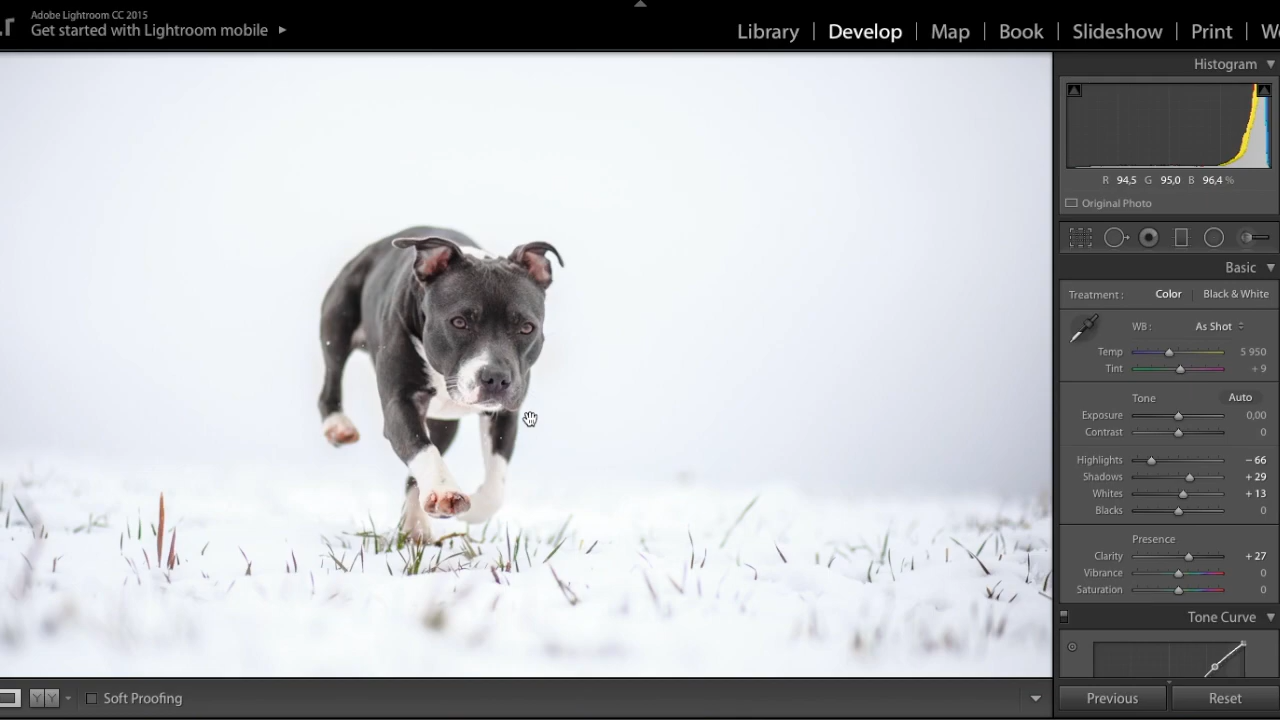 Adobe Lightroom CC 2015
Get started with Lightroom mobile
Library Develop Map Book Slideshow Print
Histogram
R 94,5 G 95,0 B 96,4 %
Original Photo
Basic
Treatment : Color Black & White
WB : As Shot
Temp 5 950
Tint + 9
Tone Auto
Exposure 0,00
Contrast 0
Highlights − 66
Shadows + 29
Whites + 13
Blacks 0
Presence
Clarity + 27
Vibrance 0
Saturation 0
Tone Curve
Y Y Soft Proofing
Previous Reset